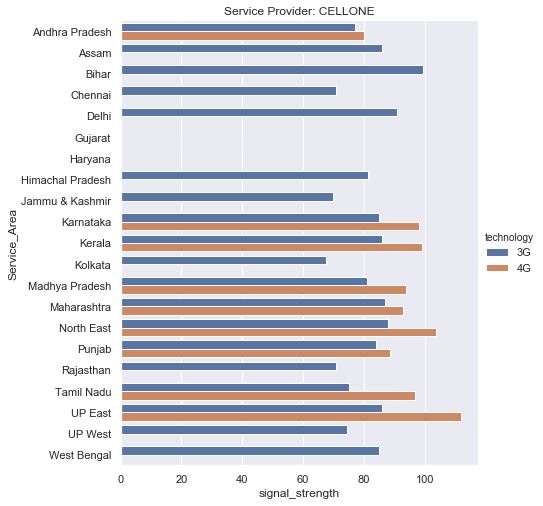 Service Provider: CELLONE
Service_Area
Andhra Pradesh
Assam
Bihar
Chennai
Delhi
Gujarat
Haryana
Himachal Pradesh
Jammu & Kashmir
Karnataka
Kerala
Kolkata
Madhya Pradesh
Maharashtra
North East
Punjab
Rajasthan
Tamil Nadu
UP East
UP West
West Bengal
0 20 40 60 80 100
signal_strength
technology
3G
4G